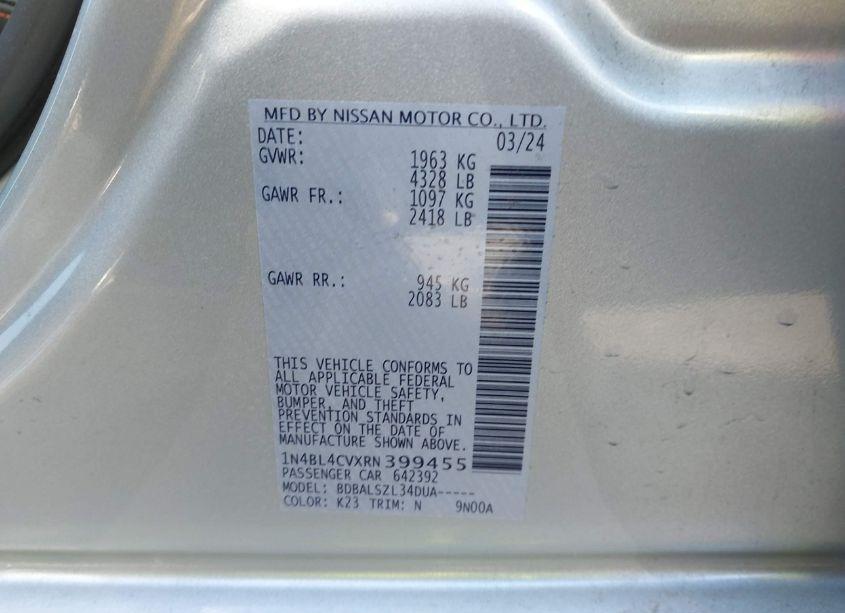 MFD BY NISSAN MOTOR CO., LTD.
DATE: 03/24
GVWR: 1963 KG
4328 LB
GAWR FR.: 1097 KG
2418 LB
GAWR RR.: 945 KG
2083 LB
THIS VEHICLE CONFORMS TO
ALL APPLICABLE FEDERAL
MOTOR VEHICLE SAFETY,
BUMPER, AND THEFT
PREVENTION STANDARDS IN
EFFECT ON THE DATE OF
MANUFACTURE SHOWN ABOVE.
1N4BL4CVXRN399455
PASSENGER CAR 642392
MODEL: BDBALSZL34DUA-----
COLOR: K23 TRIM: N 9N00A